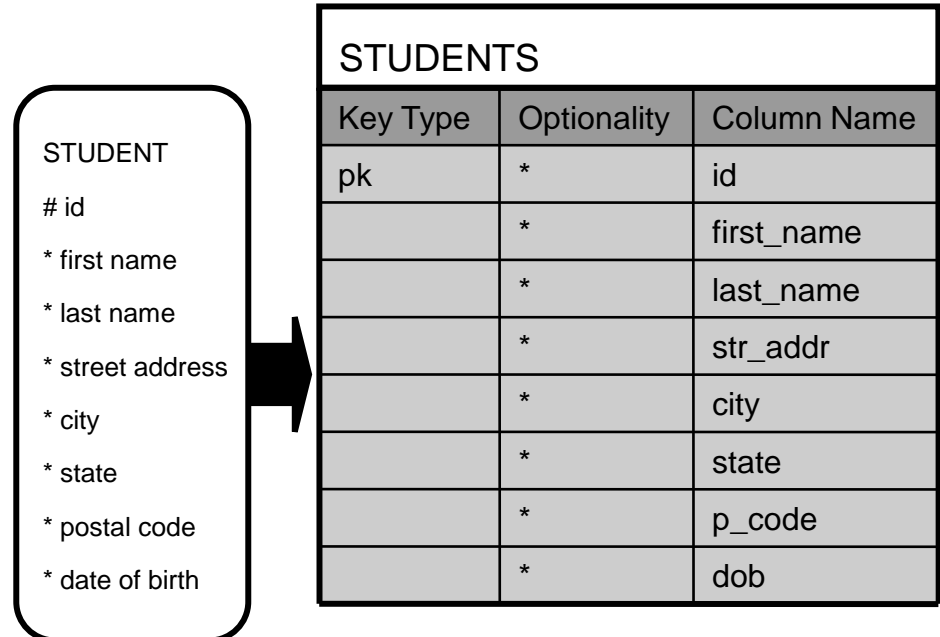 STUDENT
# id
* first name
* last name
* street address
* city
* state
* postal code
* date of birth
STUDENTS
Key Type Optionality Column Name
pk * id
* first_name
* last_name
* str_addr
* city
* state
* p_code
* dob